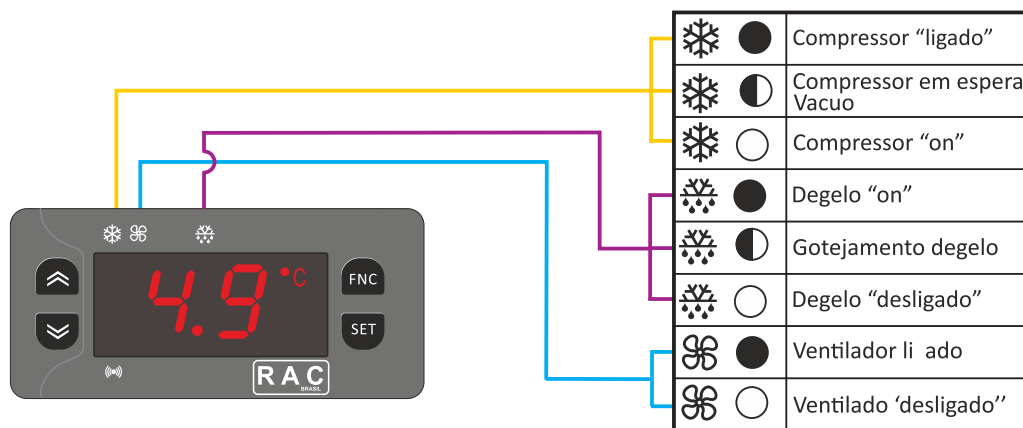 Compressor “ligado”
Compressor em espera
Vacuo
Compressor “on”
Degelo “on”
Gotejamento degelo
Degelo “desligado”
Ventilador li ado
Ventilado ‘desligado’’
4.9 °C
FNC
SET
RAC
BRASIL